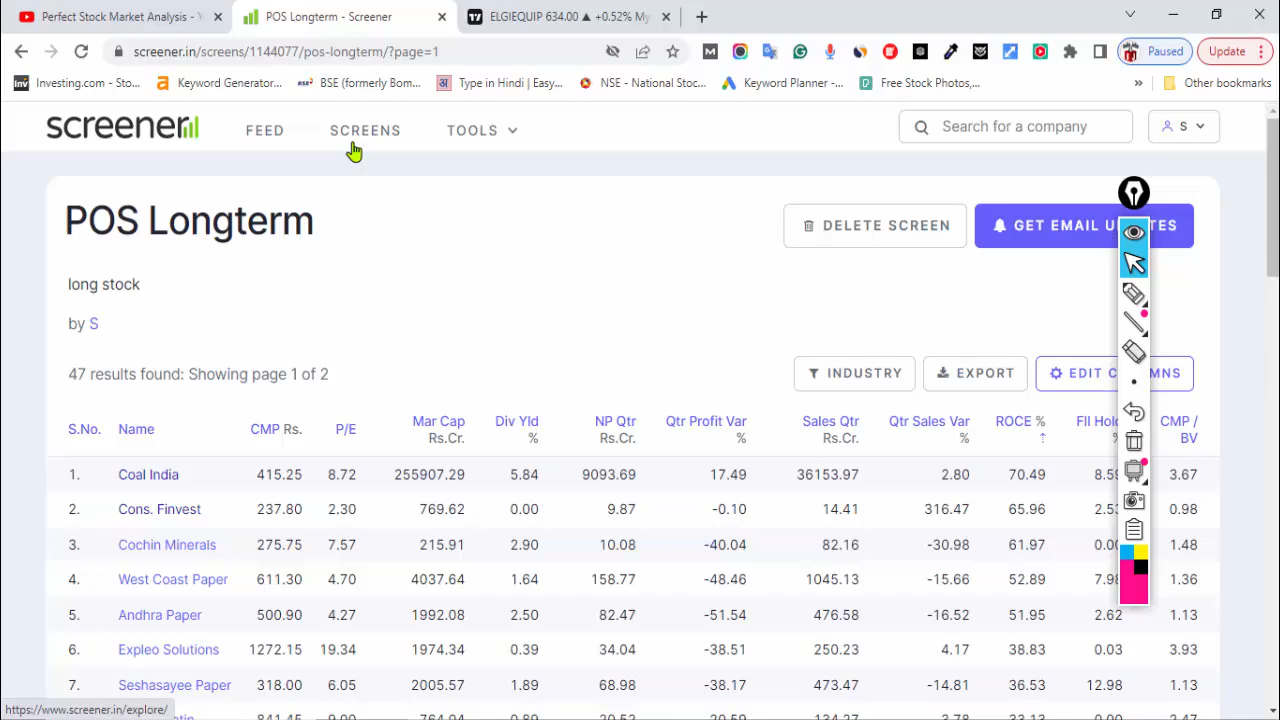 Perfect Stock Market Analysis - Y
POS Longterm - Screener
ELGIEQUIP 634.00 ▲ +0.52% My
screener.in/screens/1144077/pos-longterm/?page=1
Paused
Update
Investing.com - Sto...
Keyword Generator...
BSE (formerly Bom...
Type in Hindi | Easy...
NSE - National Stoc...
Keyword Planner -...
Free Stock Photos,...
Other bookmarks
screener
FEED
SCREENS
TOOLS
Search for a company
S
POS Longterm
DELETE SCREEN
GET EMAIL U TES
long stock
by S
47 results found: Showing page 1 of 2
INDUSTRY
EXPORT
EDIT C MNS
S.No. Name CMP Rs. P/E Mar Cap Rs.Cr. Div Yld % NP Qtr Rs.Cr. Qtr Profit Var % Sales Qtr Rs.Cr. Qtr Sales Var % ROCE % FII Hol CMP / BV
1. Coal India 415.25 8.72 255907.29 5.84 9093.69 17.49 36153.97 2.80 70.49 8.59 3.67
2. Cons. Finvest 237.80 2.30 769.62 0.00 9.87 -0.10 14.41 316.47 65.96 2.5 0.98
3. Cochin Minerals 275.75 7.57 215.91 2.90 10.08 -40.04 82.16 -30.98 61.97 0.0 1.48
4. West Coast Paper 611.30 4.70 4037.64 1.64 158.77 -48.46 1045.13 -15.66 52.89 7.9 1.36
5. Andhra Paper 500.90 4.27 1992.08 2.50 82.47 -51.54 476.58 -16.52 51.95 2.62 1.13
6. Expleo Solutions 1272.15 19.34 1974.34 0.39 34.04 -38.51 250.23 4.17 38.83 0.03 3.93
7. Seshasayee Paper 318.00 6.05 2005.57 1.89 68.98 -38.17 473.47 -14.81 36.53 12.98 1.13
https://www.screener.in/explore/